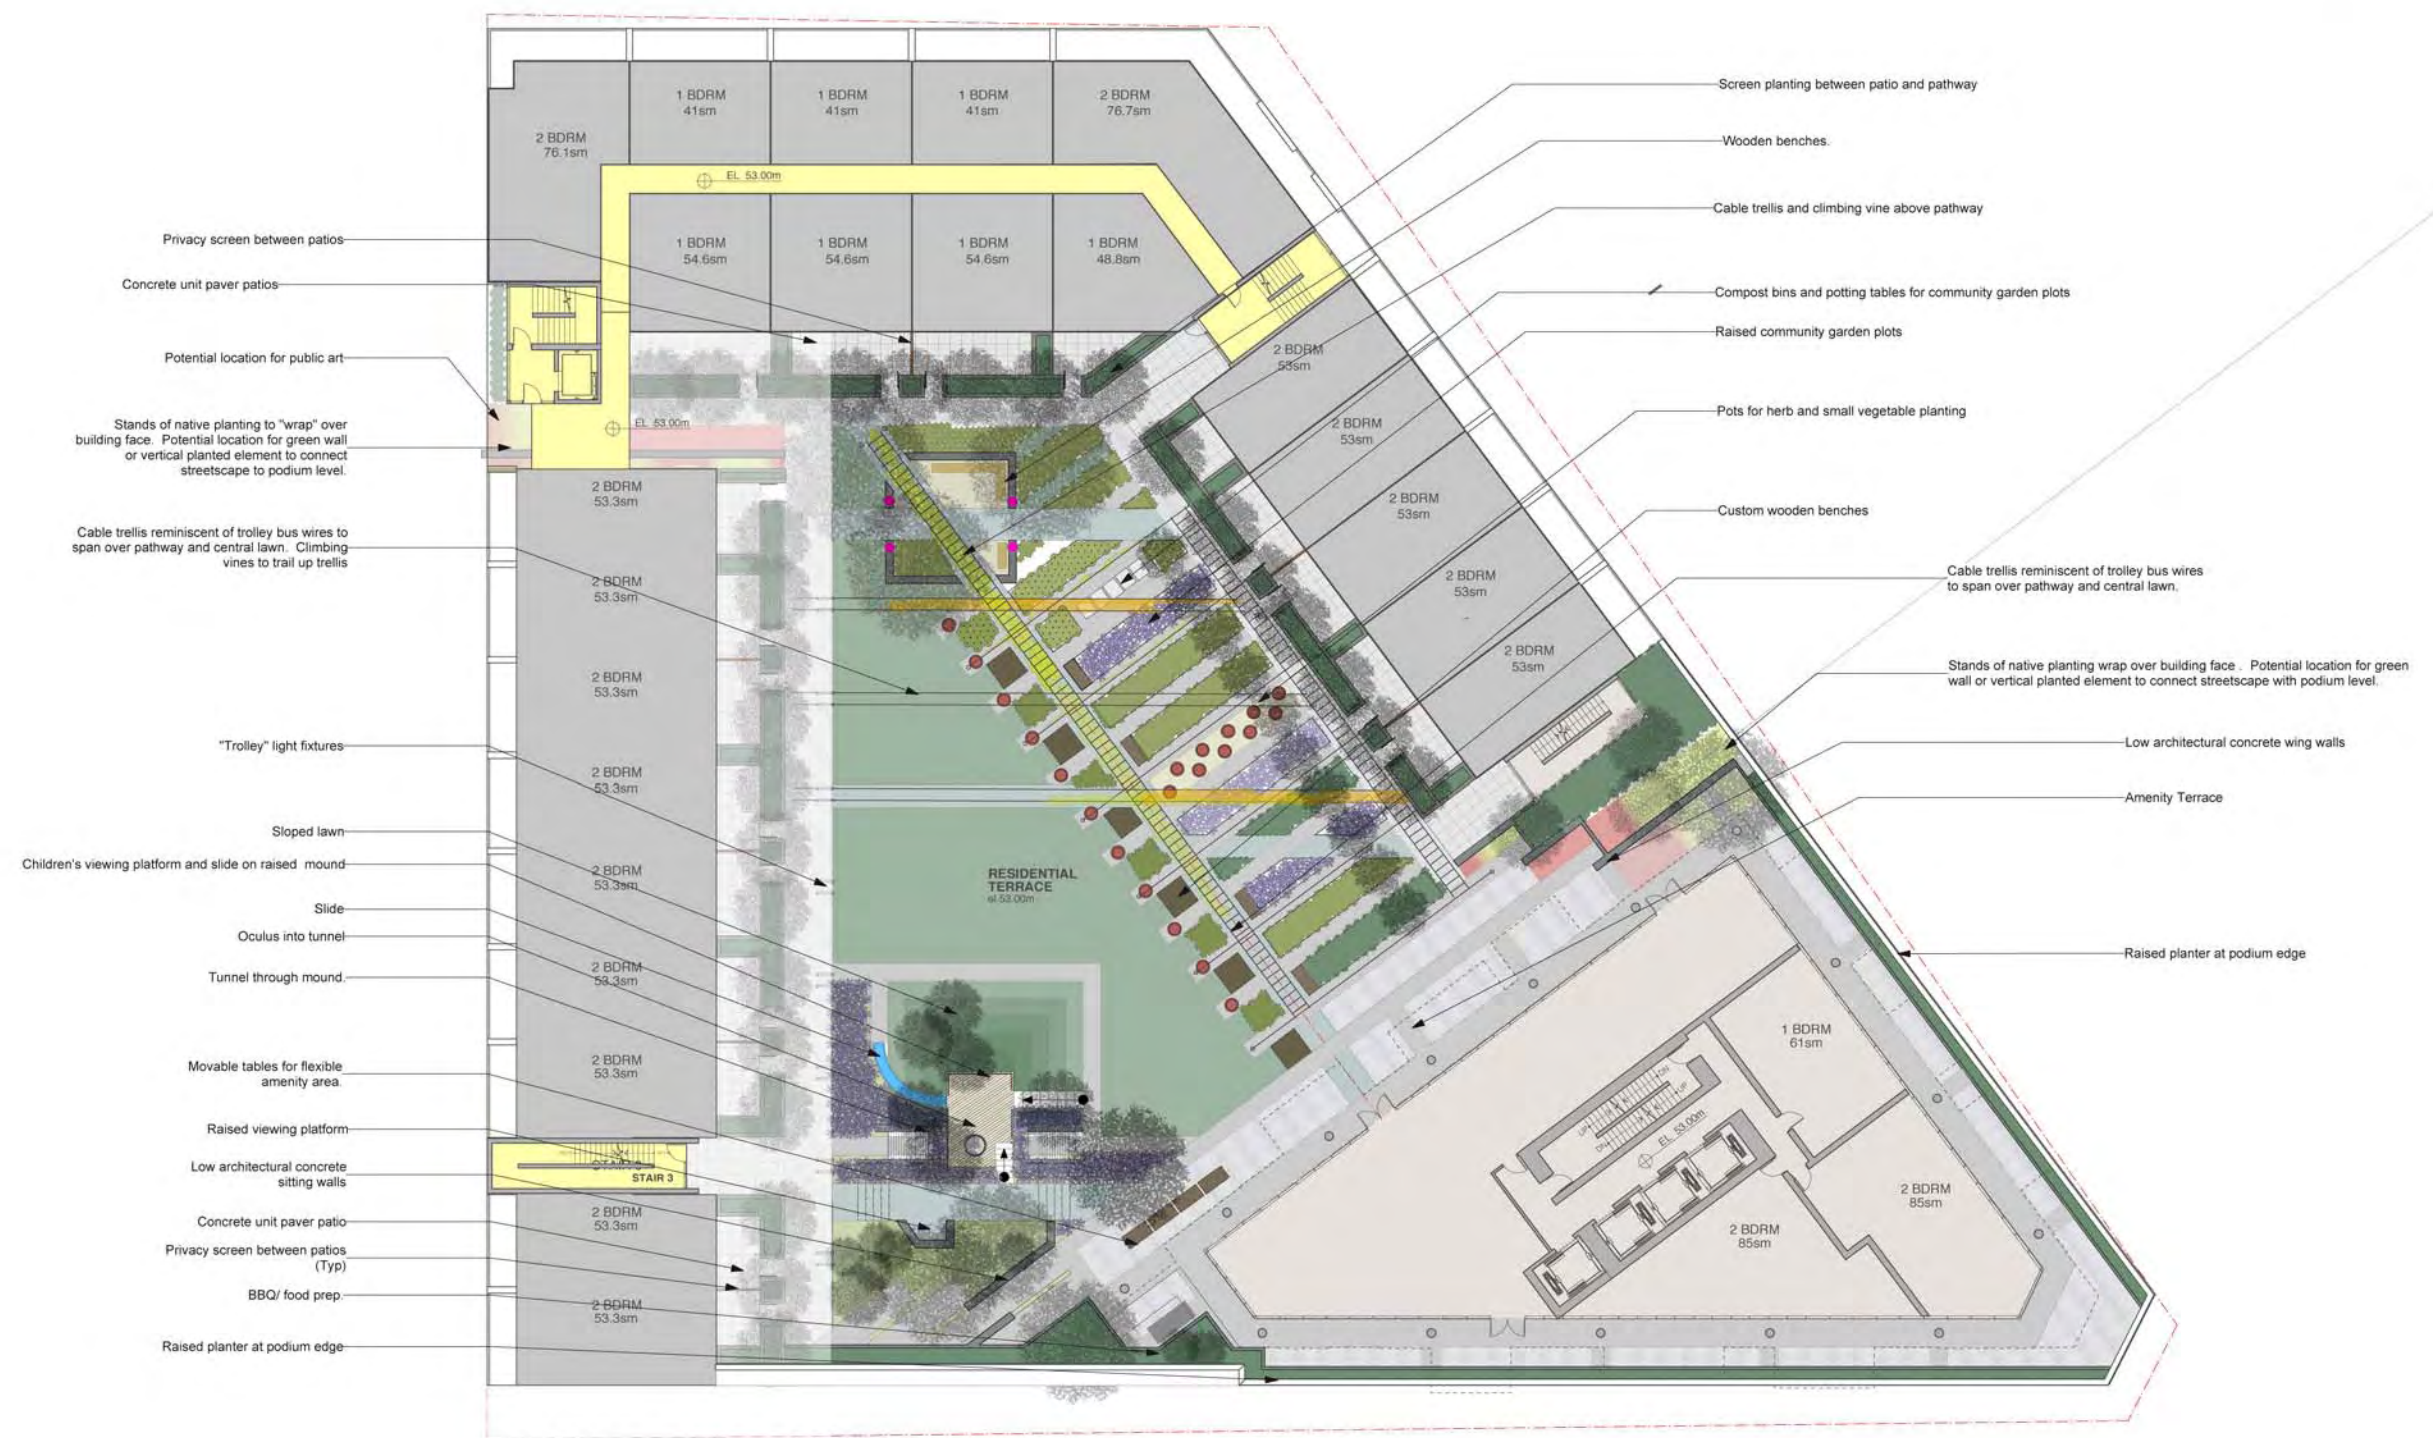 1 BDRM
41sm
1 BDRM
41sm
1 BDRM
41sm
2 BDRM
76.7sm
2 BDRM
76.1sm
EL 53.00m
1 BDRM
54.6sm
1 BDRM
54.6sm
1 BDRM
54.6sm
1 BDRM
48.8sm
EL 53.00m
2 BDRM
53sm
2 BDRM
53sm
2 BDRM
53sm
2 BDRM
53sm
2 BDRM
53sm
2 BDRM
53.3sm
2 BDRM
53.3sm
2 BDRM
53.3sm
2 BDRM
53.3sm
2 BDRM
53.3sm
2 BDRM
53.3sm
2 BDRM
53.3sm
STAIR 3
2 BDRM
53.3sm
2 BDRM
53.3sm
RESIDENTIAL
TERRACE
el 53.00m
1 BDRM
61sm
DN
UP
UP
DN
EL 53.00m
2 BDRM
85sm
2 BDRM
85sm
Privacy screen between patios
Concrete unit paver patios
Potential location for public art
Stands of native planting to "wrap" over
building face. Potential location for green wall
or vertical planted element to connect
streetscape to podium level.
Cable trellis reminiscent of trolley bus wires to
span over pathway and central lawn. Climbing
vines to trail up trellis
"Trolley" light fixtures
Sloped lawn
Children's viewing platform and slide on raised mound
Slide
Oculus into tunnel
Tunnel through mound.
Movable tables for flexible
amenity area.
Raised viewing platform
Low architectural concrete
sitting walls
Concrete unit paver patio
Privacy screen between patios
(Typ)
BBQ/ food prep.
Raised planter at podium edge
Screen planting between patio and pathway
Wooden benches.
Cable trellis and climbing vine above pathway
Compost bins and potting tables for community garden plots
Raised community garden plots
Pots for herb and small vegetable planting
Custom wooden benches
Cable trellis reminiscent of trolley bus wires
to span over pathway and central lawn.
Stands of native planting wrap over building face . Potential location for green
wall or vertical planted element to connect streetscape with podium level.
Low architectural concrete wing walls
Amenity Terrace
Raised planter at podium edge